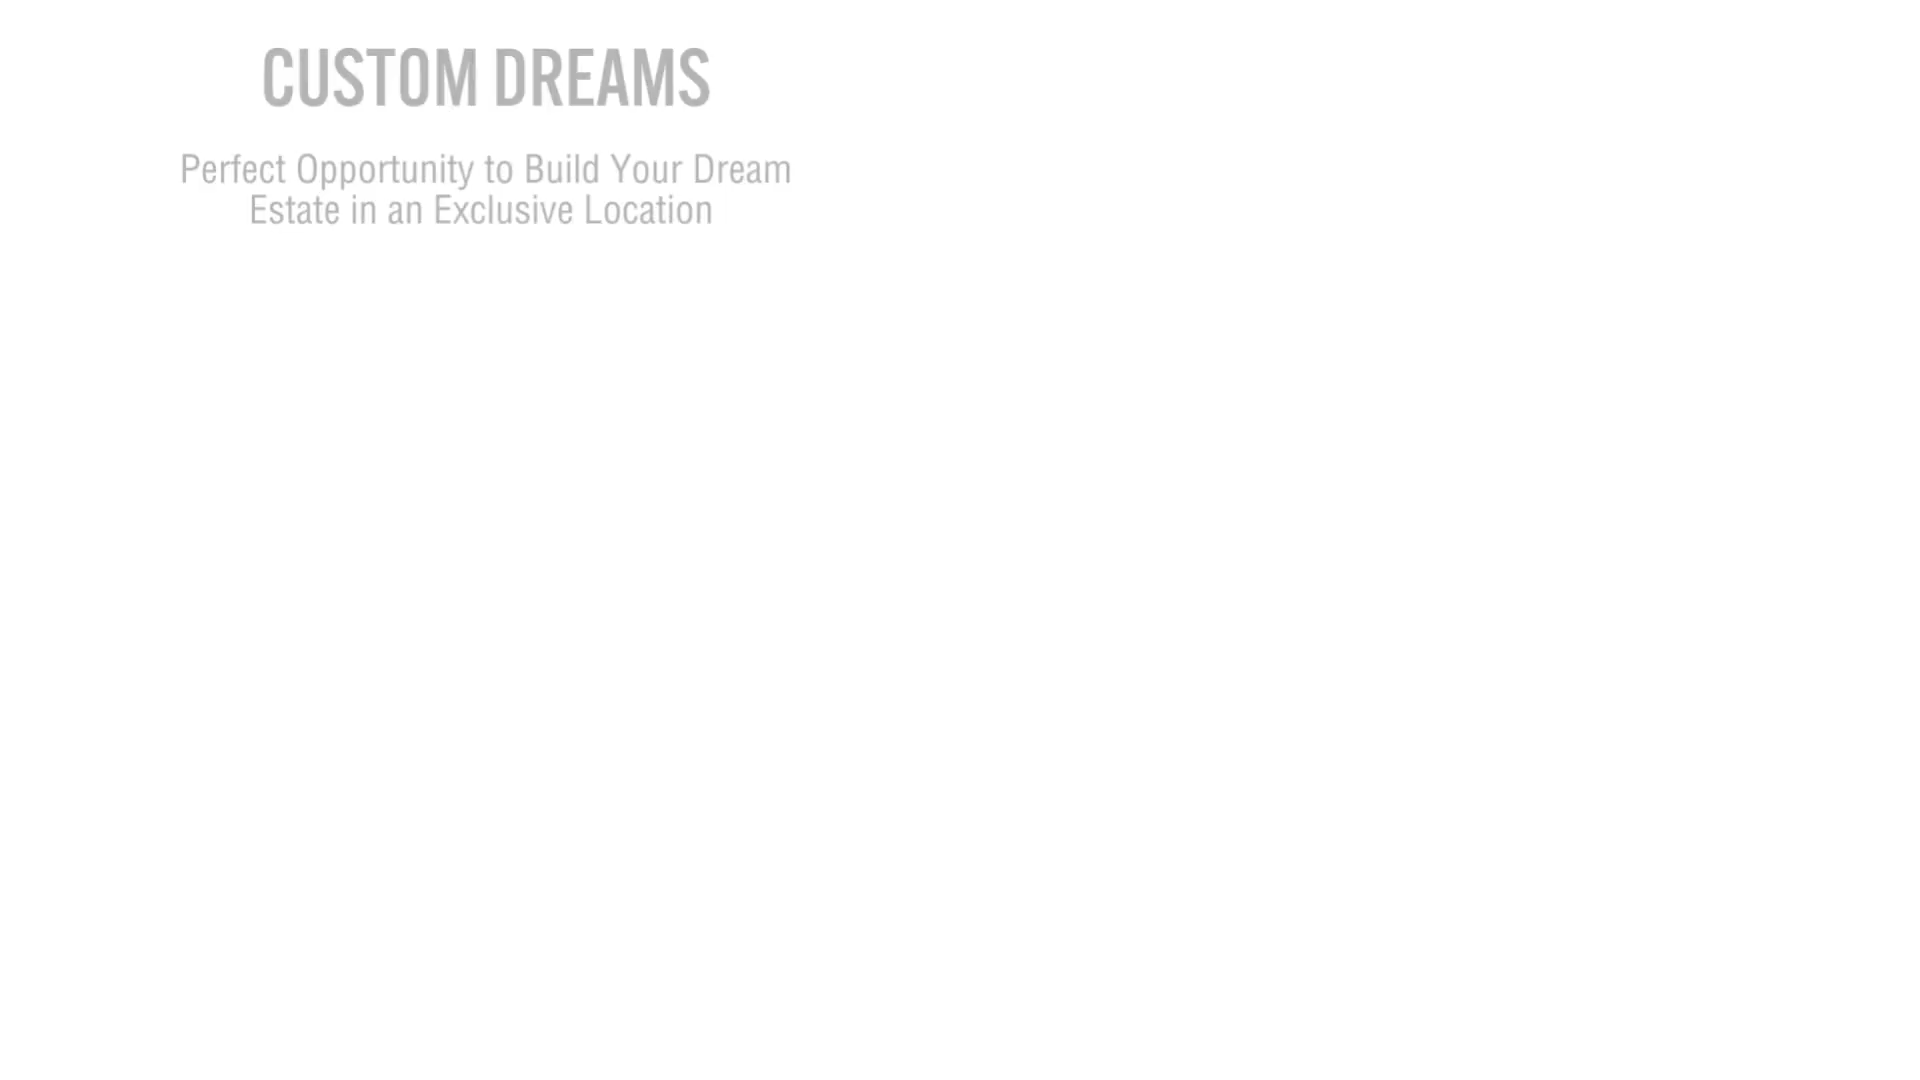 CUSTOM DREAMS
Perfect Opportunity to Build Your Dream
Estate in an Exclusive Location